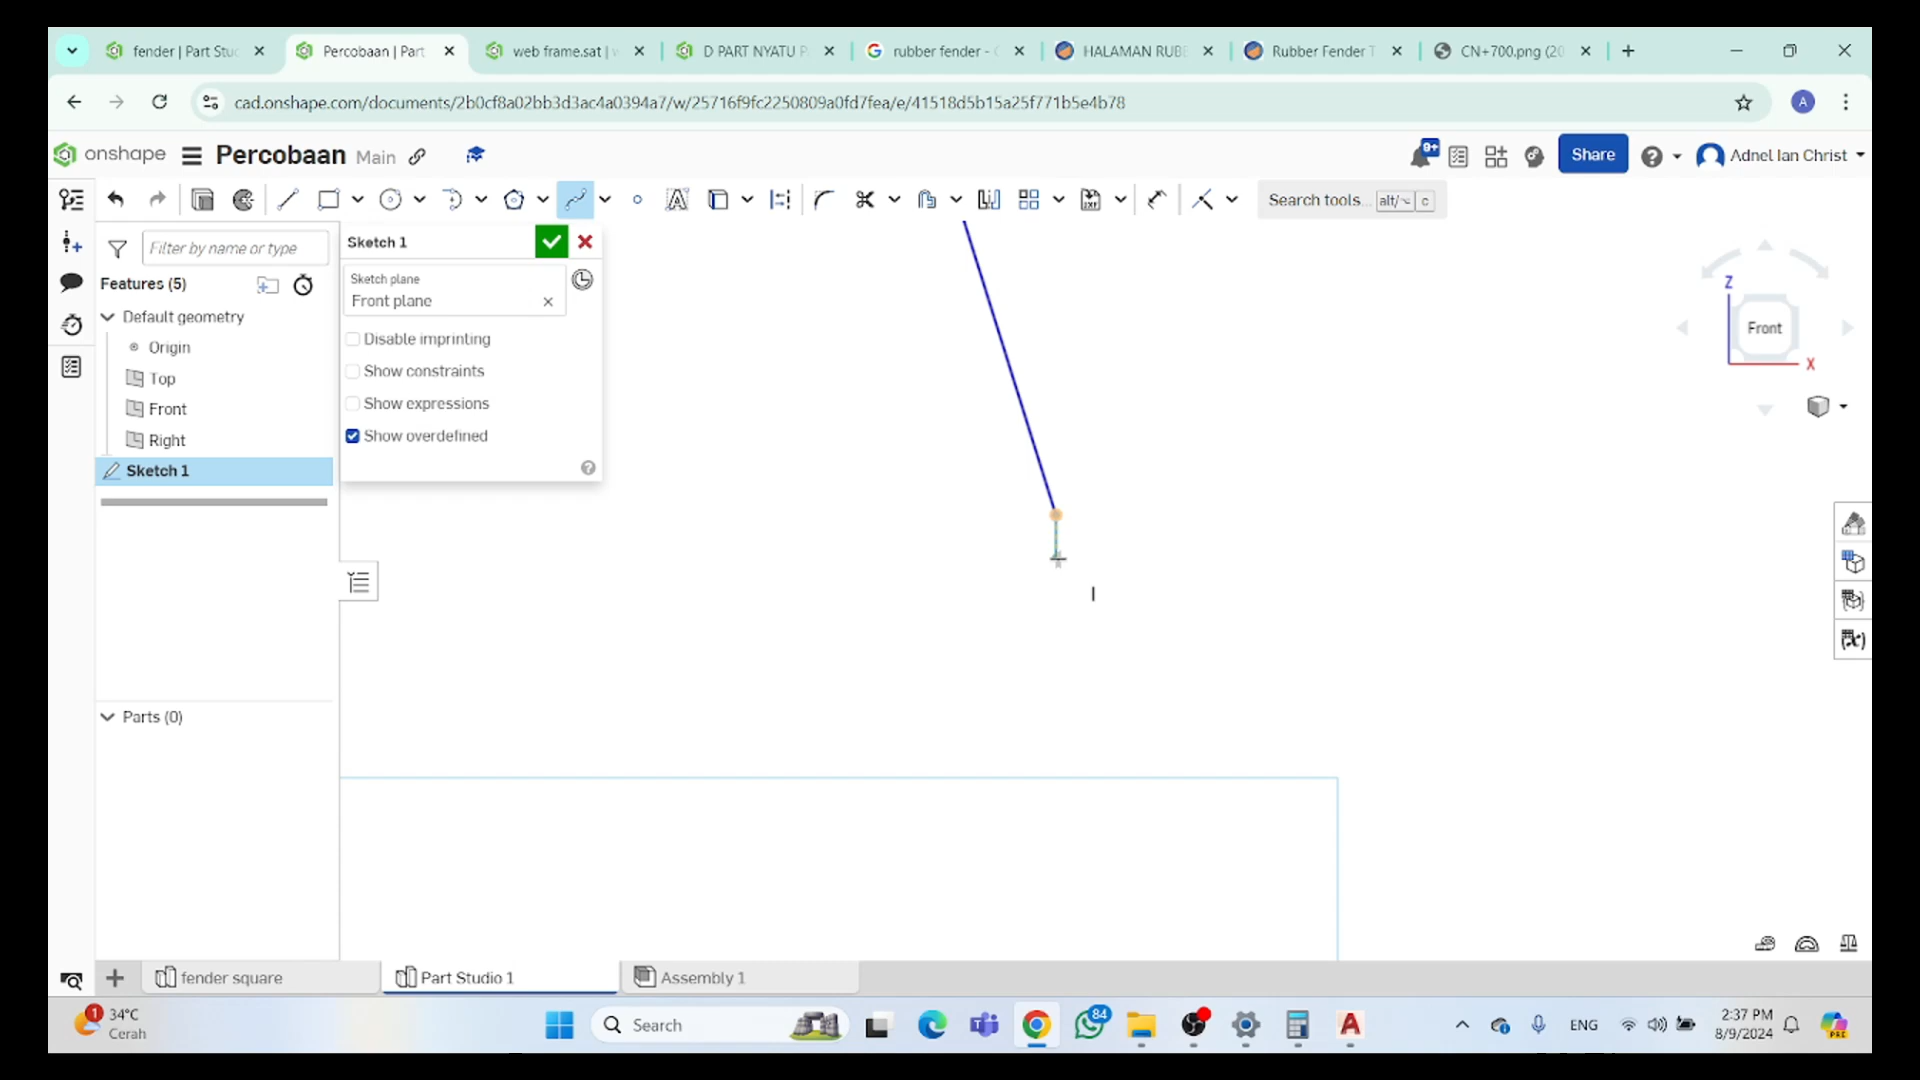 fender | Part Stu
Percobaan | Part
web frame.sat |
D PART NYATU P
rubber fender -
HALAMAN RUB
Rubber Fender T
CN+700.png (20
cad.onshape.com/documents/2b0cf8a02bb3d3ac4a0394a7/w/25716f9fc2250809a0fd7fea/e/41518d5b15a25f771b5e4b78
A
onshape
Percobaan
Main
9+
Share
Adnel Ian Christ
Search tools...
alt/⌥
c
Filter by name or type
Features (5)
Default geometry
Origin
Top
Front
Right
Sketch 1
Parts (0)
Sketch 1
Sketch plane
Front plane
Disable imprinting
Show constraints
Show expressions
Show overdefined
Z
Front
X
fender square
Part Studio 1
Assembly 1
1
34°C
Cerah
Search
84
ENG
2:37 PM
8/9/2024
PRE